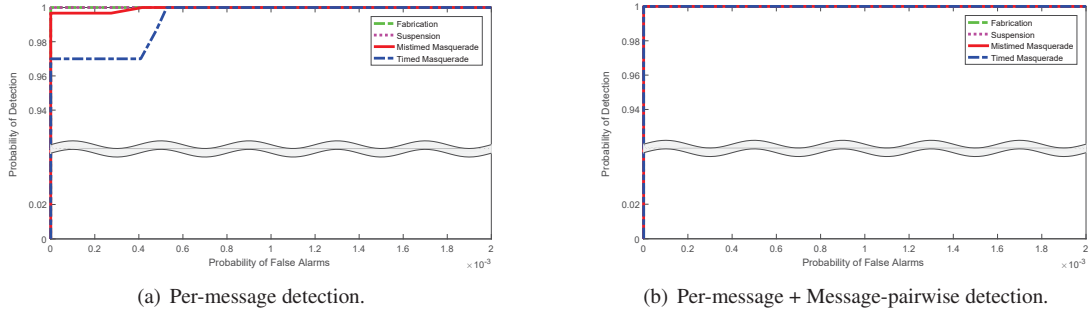 1
0.98
0.96
0.94
0.02
0
Probability of Detection
Fabrication
Suspension
Mistimed Masquerade
Timed Masquerade
0 0.2 0.4 0.6 0.8 1 1.2 1.4 1.6 1.8 2
Probability of False Alarms
×10⁻³
(a) Per-message detection.
1
0.98
0.96
0.94
0.02
0
Probability of Detection
Fabrication
Suspension
Mistimed Masquerade
Timed Masquerade
0 0.2 0.4 0.6 0.8 1 1.2 1.4 1.6 1.8 2
Probability of False Alarms
×10⁻³
(b) Per-message + Message-pairwise detection.